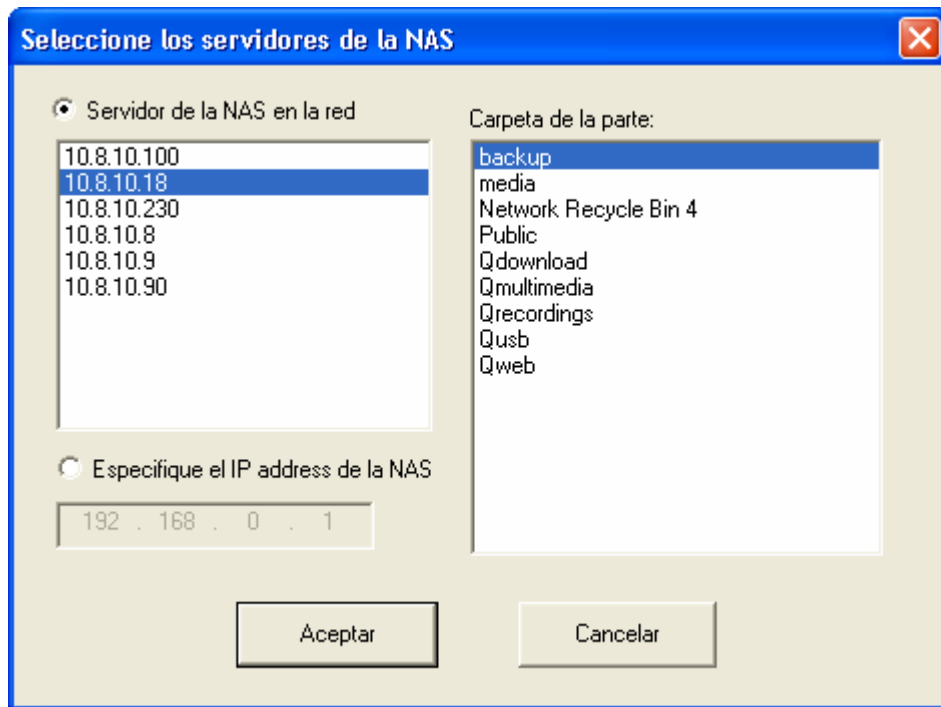 Seleccione los servidores de la NAS
Servidor de la NAS en la red
10.8.10.100
10.8.10.18
10.8.10.230
10.8.10.8
10.8.10.9
10.8.10.90
Especifique el IP address de la NAS
192 . 168 . 0 . 1
Carpeta de la parte:
backup
media
Network Recycle Bin 4
Public
Qdownload
Qmultimedia
Qrecordings
Qusb
Qweb
Aceptar
Cancelar